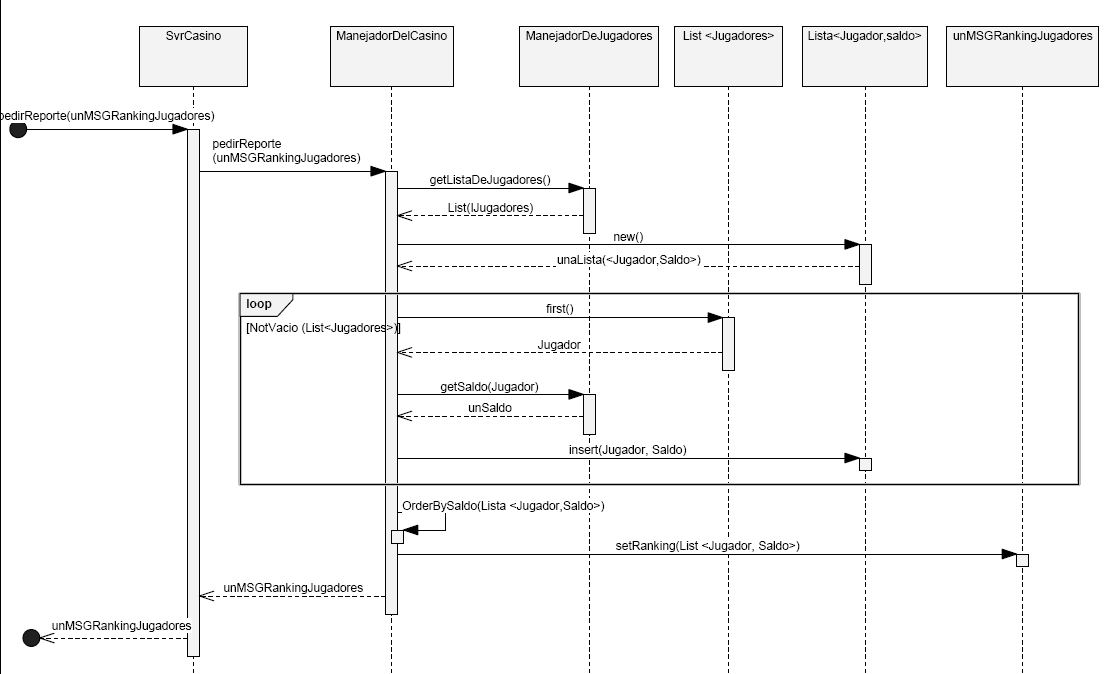 SvrCasino
ManejadorDelCasino
ManejadorDeJugadores
List <Jugadores>
Lista<Jugador,saldo>
unMSGRankingJugadores
pedirReporte(unMSGRankingJugadores)
pedirReporte
(unMSGRankingJugadores)
getListaDeJugadores()
List(lJugadores)
new()
unaLista(<Jugador,Saldo>)
loop
first()
[NotVacio (List<Jugadores>)]
Jugador
getSaldo(Jugador)
unSaldo
insert(Jugador, Saldo)
OrderBySaldo(Lista <Jugador,Saldo>)
setRanking(List <Jugador, Saldo>)
unMSGRankingJugadores
unMSGRankingJugadores